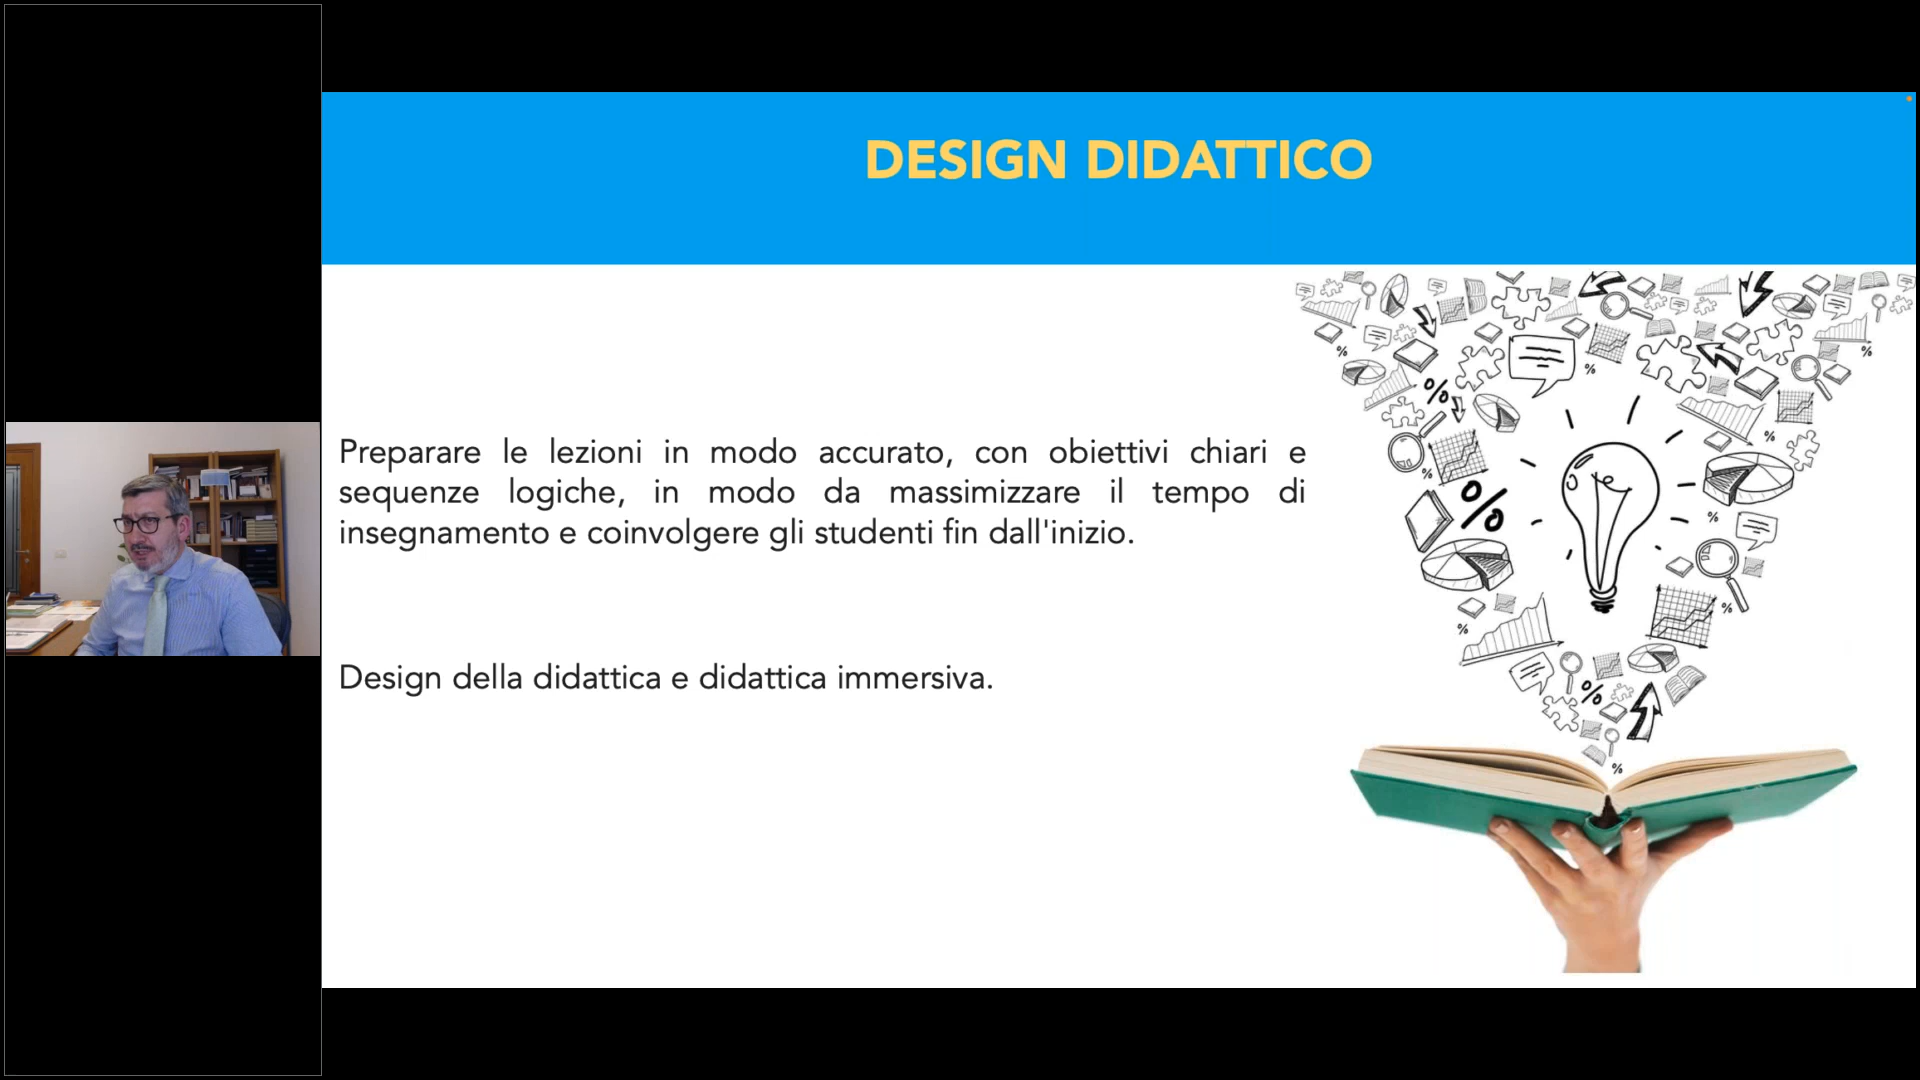 DESIGN DIDATTICO
Preparare le lezioni in modo accurato, con obiettivi chiari e
sequenze logiche, in modo da massimizzare il tempo di
insegnamento e coinvolgere gli studenti fin dall'inizio.
Design della didattica e didattica immersiva.